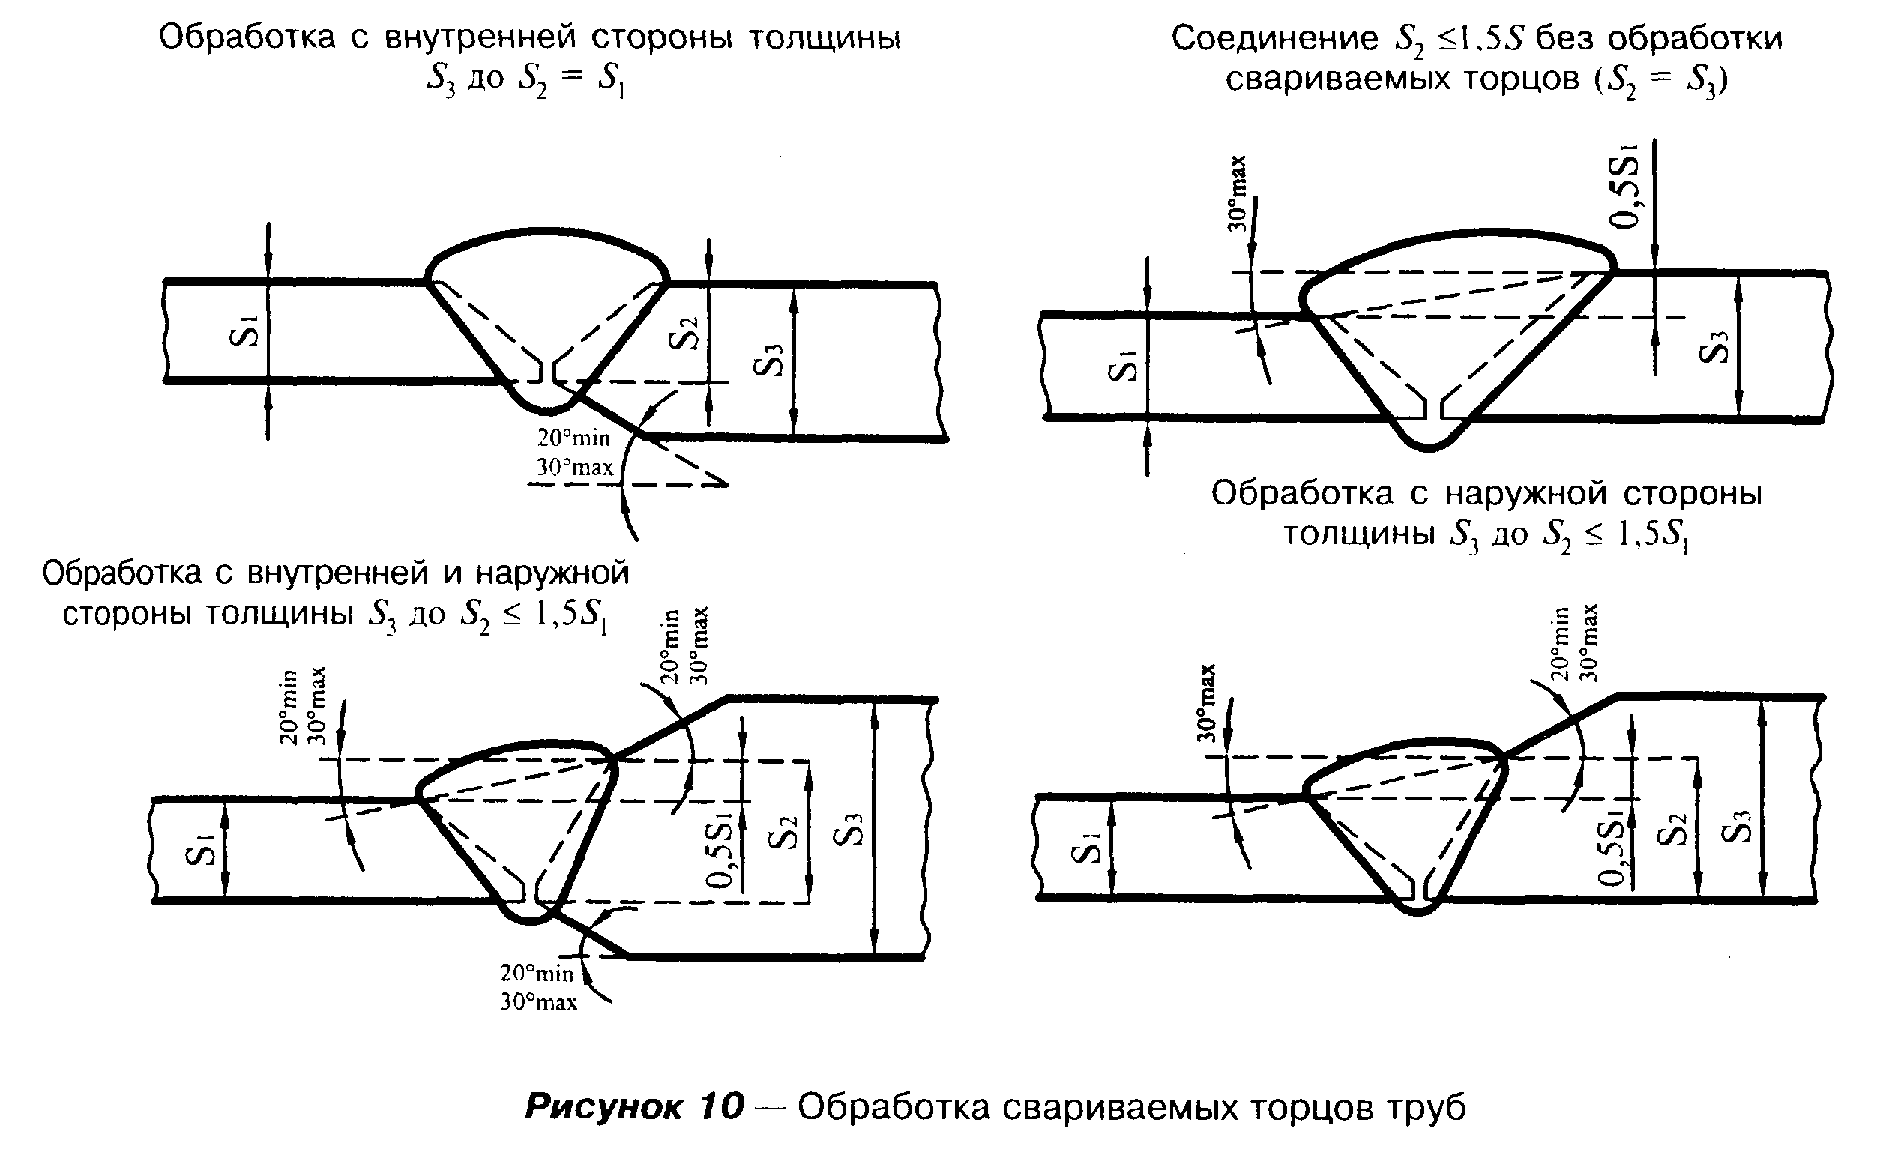 Обработка с внутренней стороны толщины
S3 до S2 = S1
S1
S2
S3
20°min
30°max
Соединение S2 ≤1.5S без обработки
свариваемых торцов (S2 = S3)
30°max
0,5S1
S1
S3
Обработка с внутренней и наружной
стороны толщины S3 до S2 ≤ 1,5S1
20°min
30°max
20°min
30°max
S1
0,5S1
S2
S3
20°min
30°max
Обработка с наружной стороны
толщины S3 до S2 ≤ 1,5S1
30°max
20°min
30°max
S1
0,5S1
S2
S3
Рисунок 10 — Обработка свариваемых торцов труб